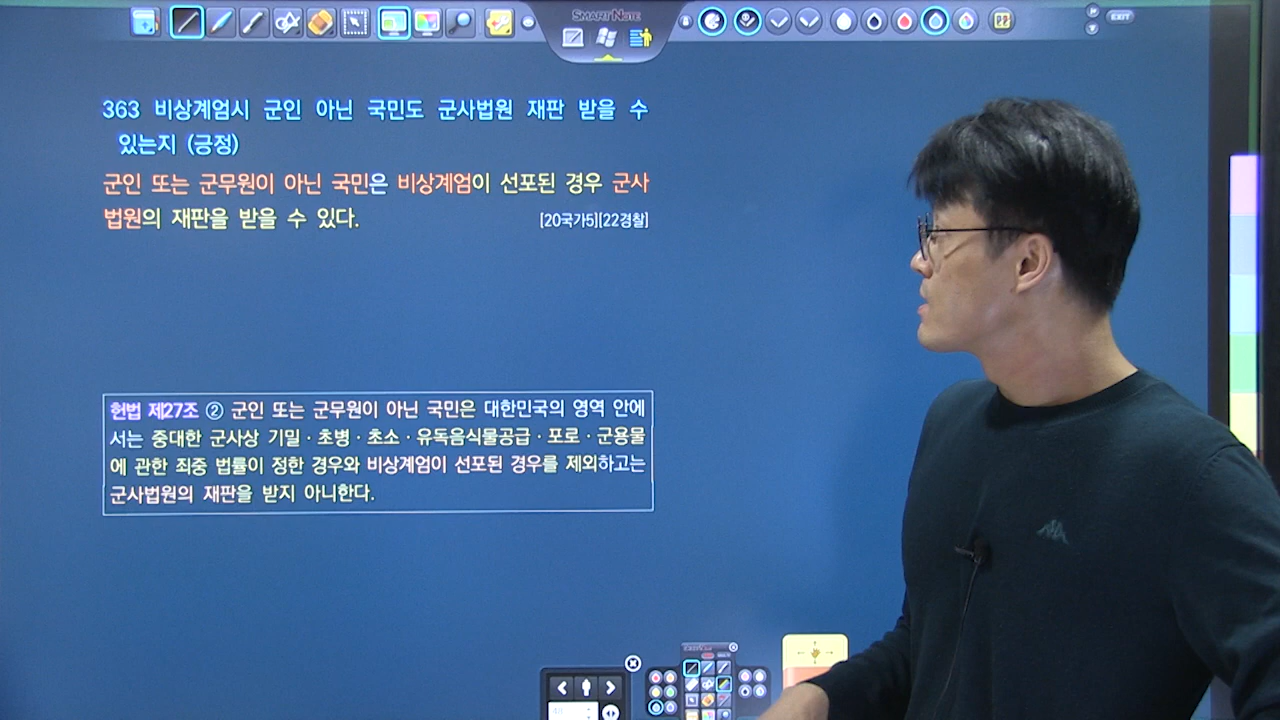 SMARTNOTE
EXIT
363 비상계엄시 군인 아닌 국민도 군사법원 재판 받을 수
있는지 (긍정)
군인 또는 군무원이 아닌 국민은 비상계엄이 선포된 경우 군사
법원의 재판을 받을 수 있다. [20국가5][22경찰]
헌법 제27조 ② 군인 또는 군무원이 아닌 국민은 대한민국의 영역 안에
서는 중대한 군사상 기밀·초병·초소·유독음식물공급·포로·군용물
에 관한 죄중 법률이 정한 경우와 비상계엄이 선포된 경우를 제외하고는
군사법원의 재판을 받지 아니한다.